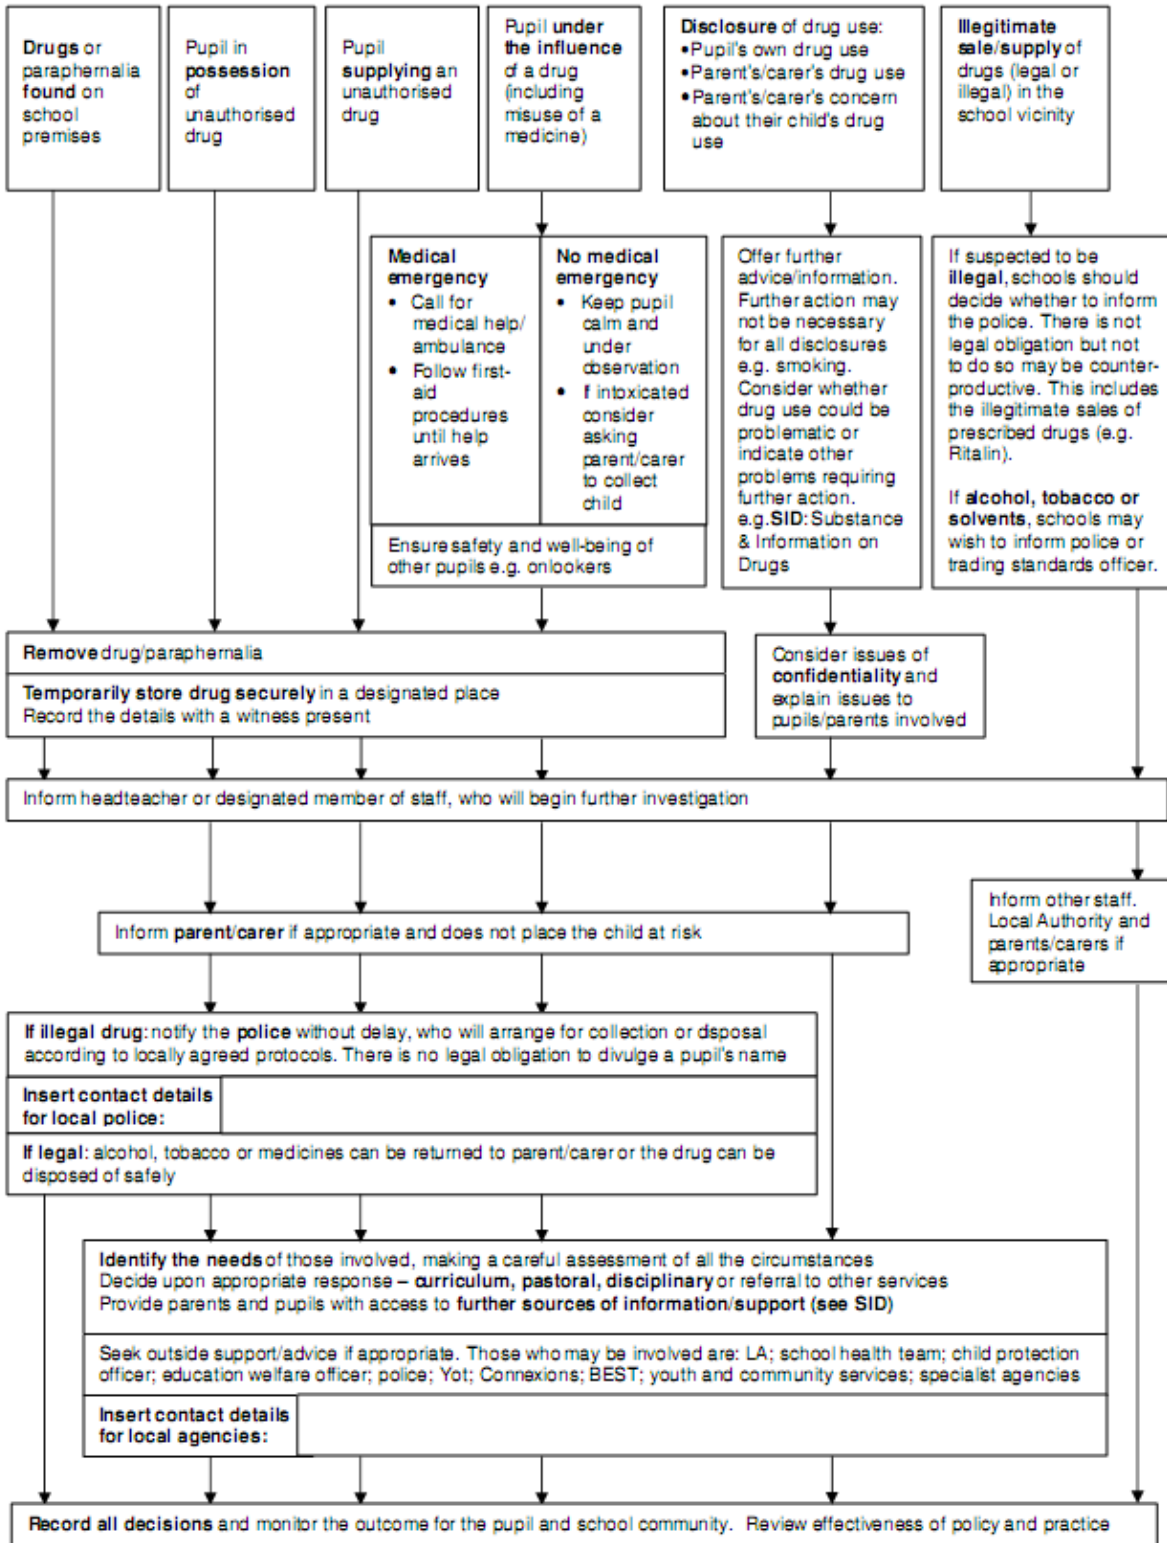 Drugs or
paraphernalia
found on
school
premises
Pupil in
possession
of
unauthorised
drug
Pupil
supplying an
unauthorised
drug
Pupil under
the influence
of a drug
(including
misuse of a
medicine)
Disclosure of drug use:
•Pupil's own drug use
•Parent's/carer's drug use
•Parent's/carer's concern
about their child's drug
use
Illegitimate
sale/supply of
drugs (legal or
illegal) in the
school vicinity
Medical
emergency
• Call for
medical help/
ambulance
• Follow first-
aid
procedures
until help
arrives
No medical
emergency
• Keep pupil
calm and
under
observation
• If intoxicated
consider
asking
parent/carer
to collect
child
Ensure safety and well-being of
other pupils e.g. onlookers
Offer further
advice/information.
Further action may
not be necessary
for all disclosures
e.g. smoking.
Consider whether
drug use could be
problematic or
indicate other
problems requiring
further action.
e.g.SID: Substance
& Information on
Drugs
If suspected to be
illegal, schools should
decide whether to inform
the police. There is not
legal obligation but not
to do so may be counter-
productive. This includes
the illegitimate sales of
prescribed drugs (e.g.
Ritalin).
If alcohol, tobacco or
solvents, schools may
wish to inform police or
trading standards officer.
Remove drug/paraphernalia
Temporarily store drug securely in a designated place
Record the details with a witness present
Consider issues of
confidentiality and
explain issues to
pupils/parents involved
Inform headteacher or designated member of staff, who will begin further investigation
Inform parent/carer if appropriate and does not place the child at risk
Inform other staff.
Local Authority and
parents/carers if
appropriate
If illegal drug: notify the police without delay, who will arrange for collection or disposal
according to locally agreed protocols. There is no legal obligation to divulge a pupil's name
Insert contact details
for local police:
If legal: alcohol, tobacco or medicines can be returned to parent/carer or the drug can be
disposed of safely
Identify the needs of those involved, making a careful assessment of all the circumstances
Decide upon appropriate response – curriculum, pastoral, disciplinary or referral to other services
Provide parents and pupils with access to further sources of information/support (see SID)
Seek outside support/advice if appropriate. Those who may be involved are: LA; school health team; child protection
officer; education welfare officer; police; Yot; Connexions; BEST; youth and community services; specialist agencies
Insert contact details
for local agencies:
Record all decisions and monitor the outcome for the pupil and school community. Review effectiveness of policy and practice